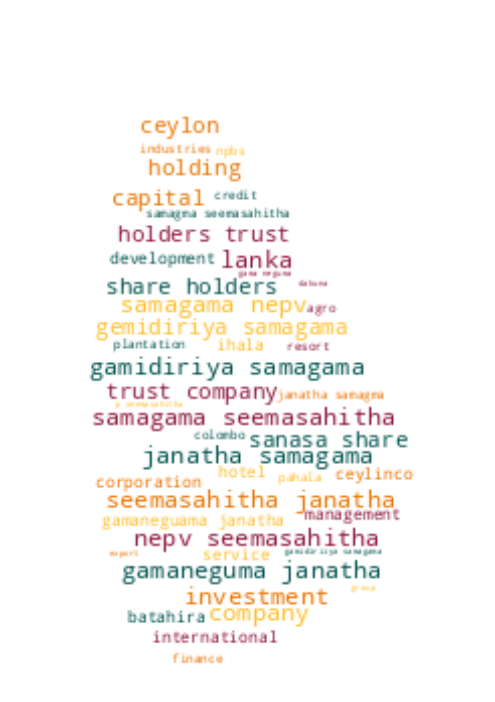 ceylon
industries npbs
holding
capital credit
samagma seemasahitha
holders trust
development lanka
gama neguma
share holders dakuna
samagama nepv agro
gemidiriya samagama
plantation ihala resort
gamidiriya samagama
trust company janatha samagma
p seemasahitha
samagama seemasahitha
colombo sanasa share
janatha samagama
hotel pahala ceylinco
corporation
seemasahitha janatha
gamaneguama janatha management
nepv seemasahitha
export service gamidiriya samagama
gamaneguma janatha
group
investment
batahira company
international
finance